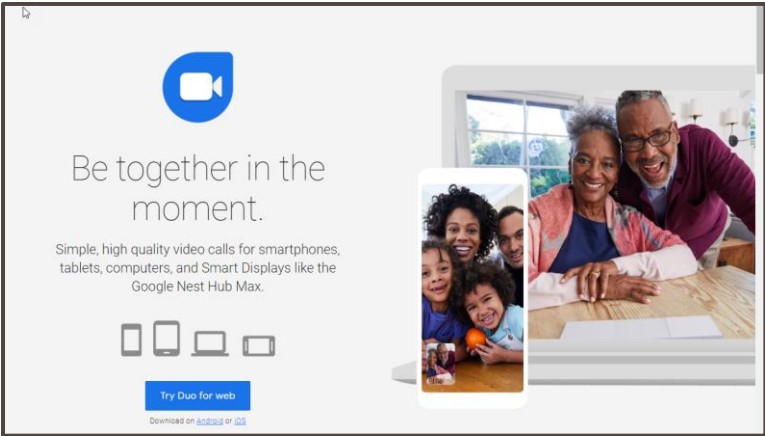 Be together in the
moment.
Simple, high quality video calls for smartphones,
tablets, computers, and Smart Displays like the
Google Nest Hub Max.
Try Duo for web
Download on Android or iOS